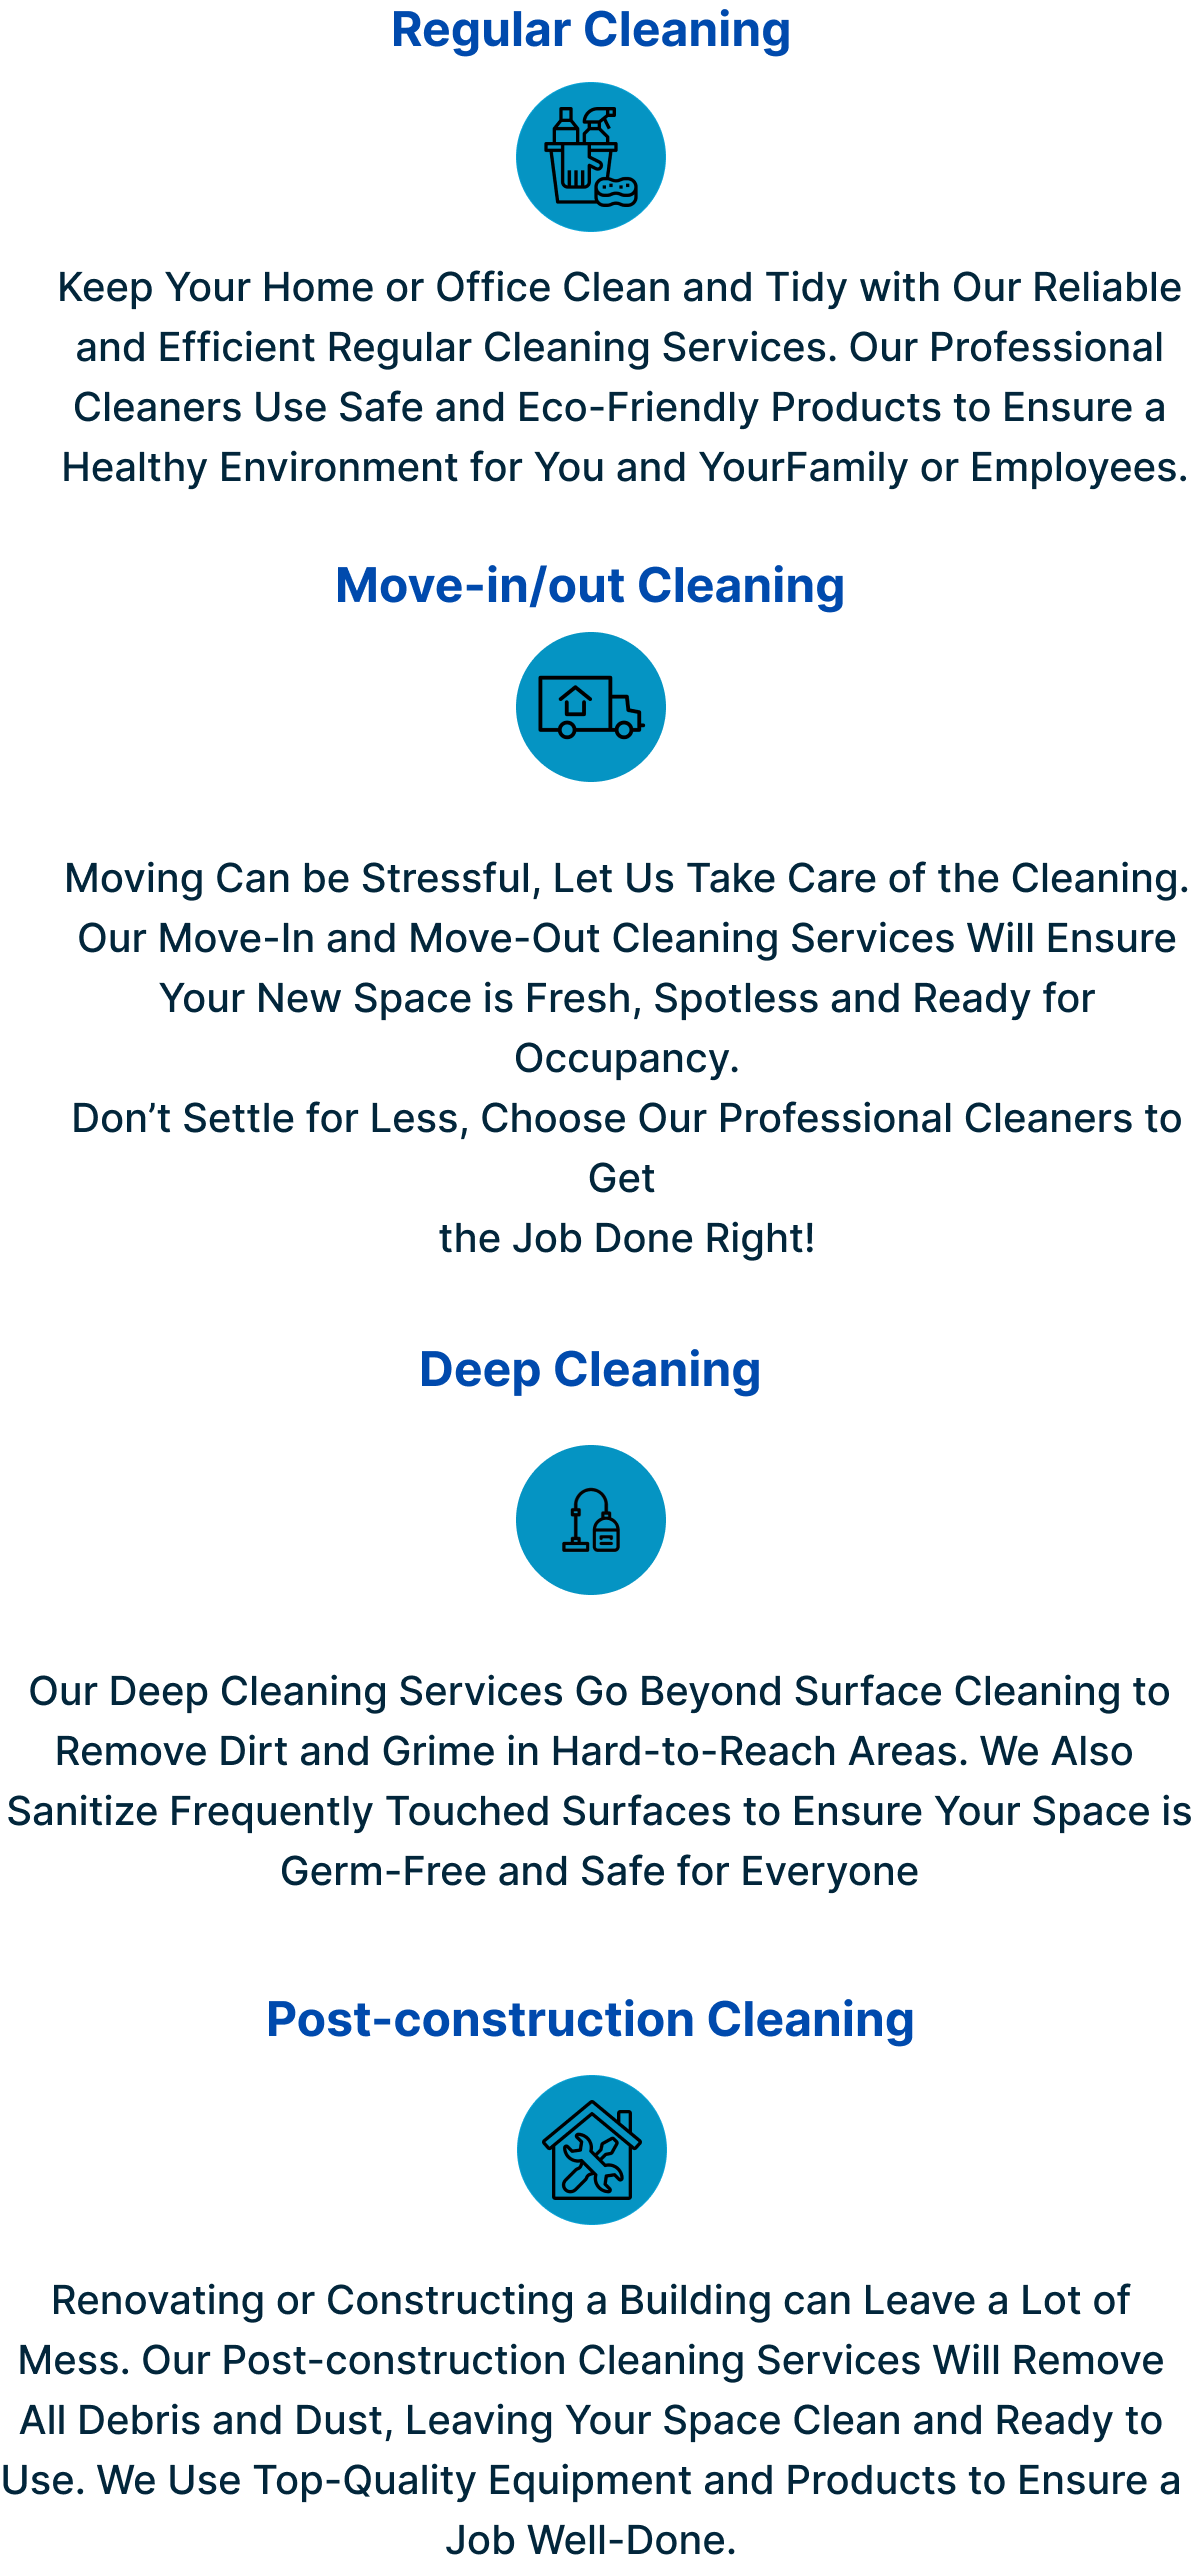 Regular Cleaning
Keep Your Home or Office Clean and Tidy with Our Reliable
and Efficient Regular Cleaning Services. Our Professional
Cleaners Use Safe and Eco-Friendly Products to Ensure a
Healthy Environment for You and YourFamily or Employees.
Move-in/out Cleaning
Moving Can be Stressful, Let Us Take Care of the Cleaning.
Our Move-In and Move-Out Cleaning Services Will Ensure
Your New Space is Fresh, Spotless and Ready for
Occupancy.
Don’t Settle for Less, Choose Our Professional Cleaners to
Get
the Job Done Right!
Deep Cleaning
Our Deep Cleaning Services Go Beyond Surface Cleaning to
Remove Dirt and Grime in Hard-to-Reach Areas. We Also
Sanitize Frequently Touched Surfaces to Ensure Your Space is
Germ-Free and Safe for Everyone
Post-construction Cleaning
Renovating or Constructing a Building can Leave a Lot of
Mess. Our Post-construction Cleaning Services Will Remove
All Debris and Dust, Leaving Your Space Clean and Ready to
Use. We Use Top-Quality Equipment and Products to Ensure a
Job Well-Done.